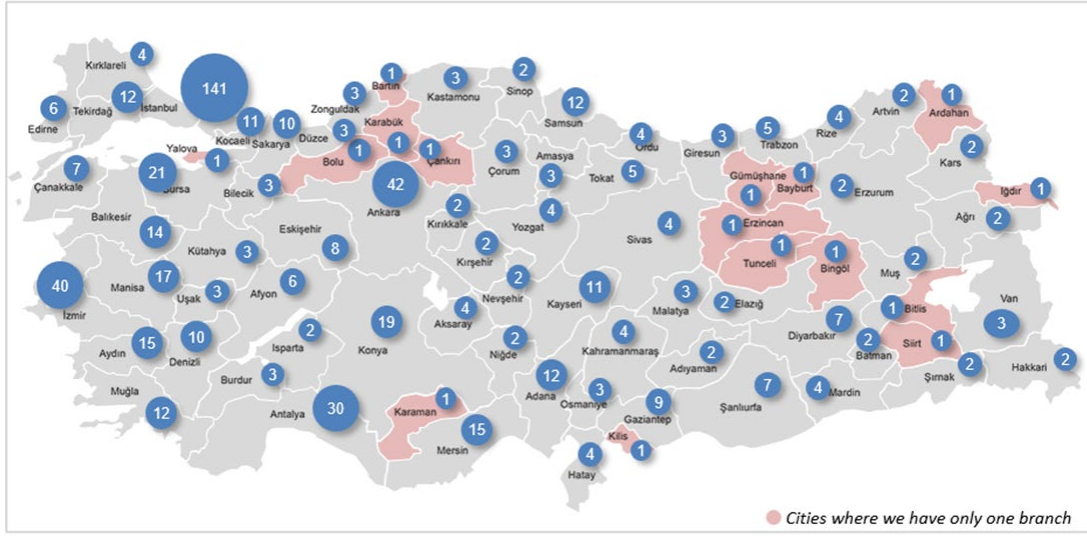 Kırklareli
4
141
Tekirdağ
12
İstanbul
6
Edirne
11
Kocaeli
10
Sakarya
Düzce
3
Zonguldak
3
Bartın
1
Karabük
1
Kastamonu
3
Sinop
2
Samsun
12
Ordu
4
Giresun
3
Trabzon
5
Rize
4
Artvin
2
Ardahan
1
Kars
2
Yalova
1
Bolu
1
Çankırı
1
Çorum
3
Amasya
3
Tokat
5
Gümüşhane
1
Bayburt
1
Erzurum
2
Iğdır
1
Ağrı
2
Çanakkale
7
Bursa
21
Bilecik
3
Ankara
42
Kırıkkale
2
Yozgat
4
Sivas
4
Erzincan
1
Tunceli
1
Bingöl
1
Muş
2
Balıkesir
14
Kütahya
3
Eskişehir
8
Kırşehir
2
Nevşehir
2
Kayseri
11
Malatya
3
Elazığ
2
Diyarbakır
7
Bitlis
1
Van
3
40
İzmir
Manisa
17
Uşak
3
Afyon
6
Konya
19
Aksaray
4
Niğde
2
Kahramanmaraş
4
Adıyaman
2
Batman
2
Siirt
1
Şırnak
2
Hakkari
2
Aydın
15
Denizli
10
Isparta
2
Burdur
3
Muğla
12
Antalya
30
Karaman
1
Mersin
15
Adana
12
Osmaniye
3
Gaziantep
9
Şanlıurfa
7
Mardin
4
Kilis
1
Hatay
4
Cities where we have only one branch